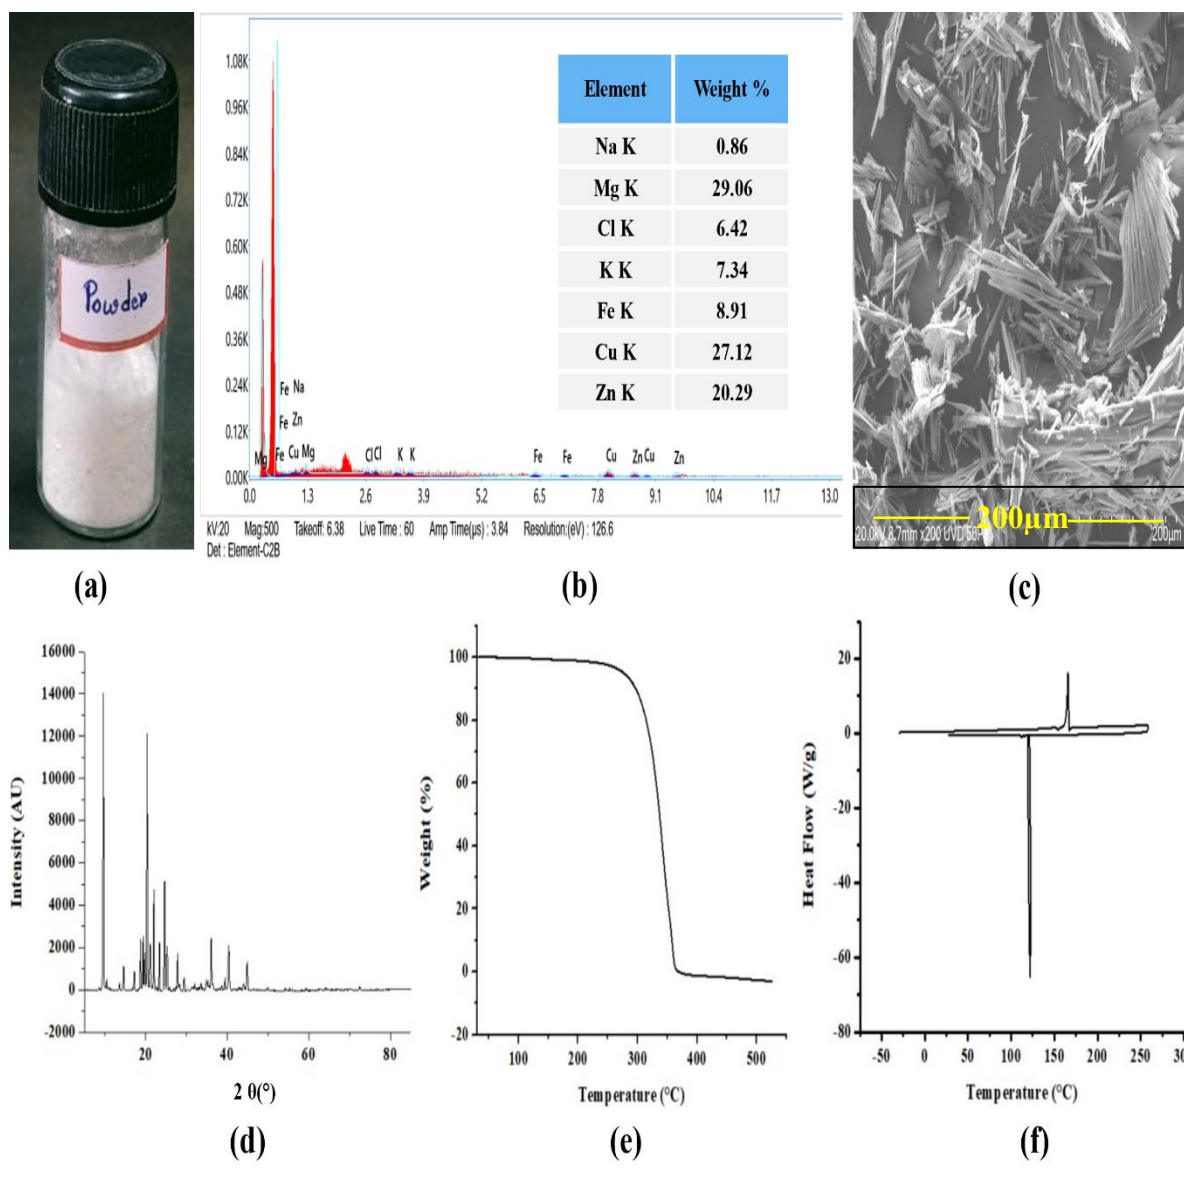 Powder
1.08K
0.96K
0.84K
0.72K
0.60K
0.48K
0.36K
0.24K
0.12K
0.00K
Fe Na
Fe Zn
Mg Fe Cu Mg Cl Cl K K Fe Fe Cu Zn Cu Zn
0.0 1.3 2.6 3.9 5.2 6.5 7.8 9.1 10.4 11.7 13.0
kV:20 Mag:500 Takeoff: 6.38 Live Time : 60 Amp Time(μs) : 3.84 Resolution:(eV) : 126.6
Det : Element-C2B
Element Weight %
Na K 0.86
Mg K 29.06
Cl K 6.42
K K 7.34
Fe K 8.91
Cu K 27.12
Zn K 20.29
200μm
20.0kV 8.7mm x200 UVD 200μm
(a) (b) (c)
16000
14000
12000
10000
8000
6000
4000
2000
0
-2000
Intensity (AU)
20 40 60 80
2 θ(°)
(d)
100
80
60
40
20
0
-20
Weight (%)
100 200 300 400 500
Temperature (°C)
(e)
20
0
-20
-40
-60
-80
Heat Flow (W/g)
-50 0 50 100 150 200 250
Temperature (°C)
(f)